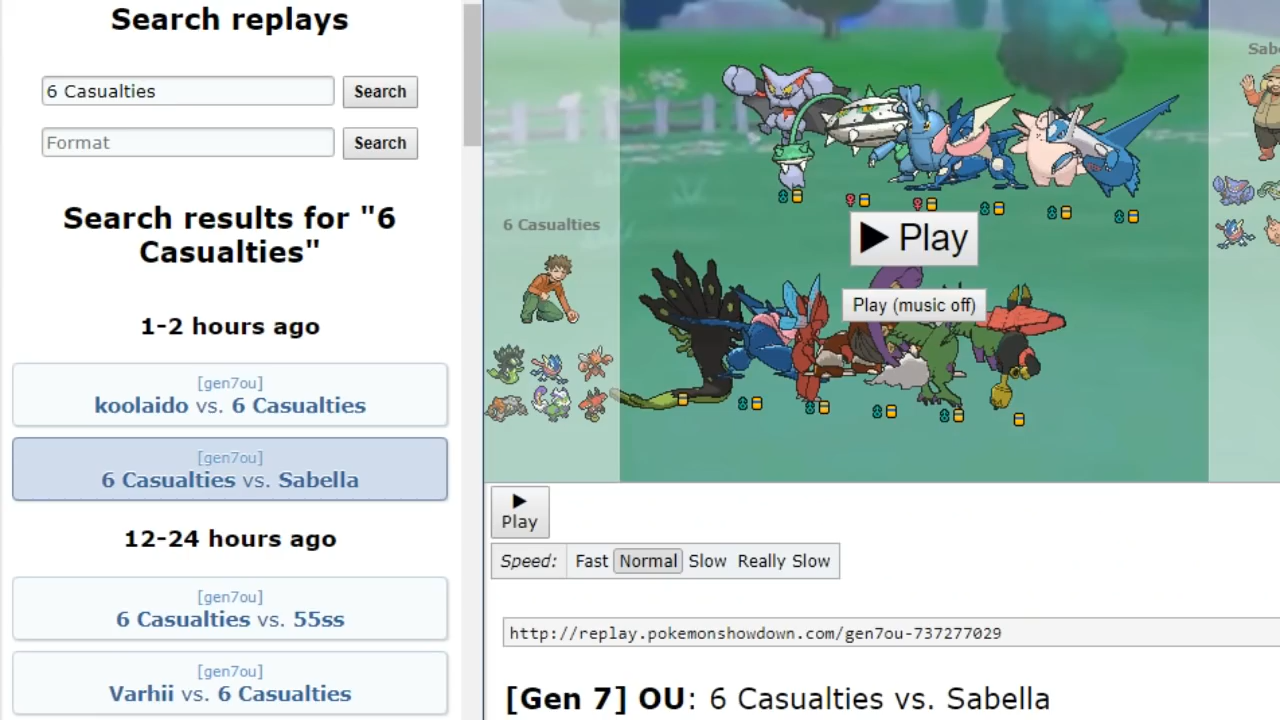 Search replays
6 Casualties
Search
Format
Search
Search results for "6
Casualties"
1-2 hours ago
[gen7ou]
koolaido vs. 6 Casualties
[gen7ou]
6 Casualties vs. Sabella
12-24 hours ago
[gen7ou]
6 Casualties vs. 55ss
[gen7ou]
Varhii vs. 6 Casualties
Sabe
6 Casualties
Play
Play (music off)
Play
Speed: Fast Normal Slow Really Slow
http://replay.pokemonshowdown.com/gen7ou-737277029
[Gen 7] OU: 6 Casualties vs. Sabella